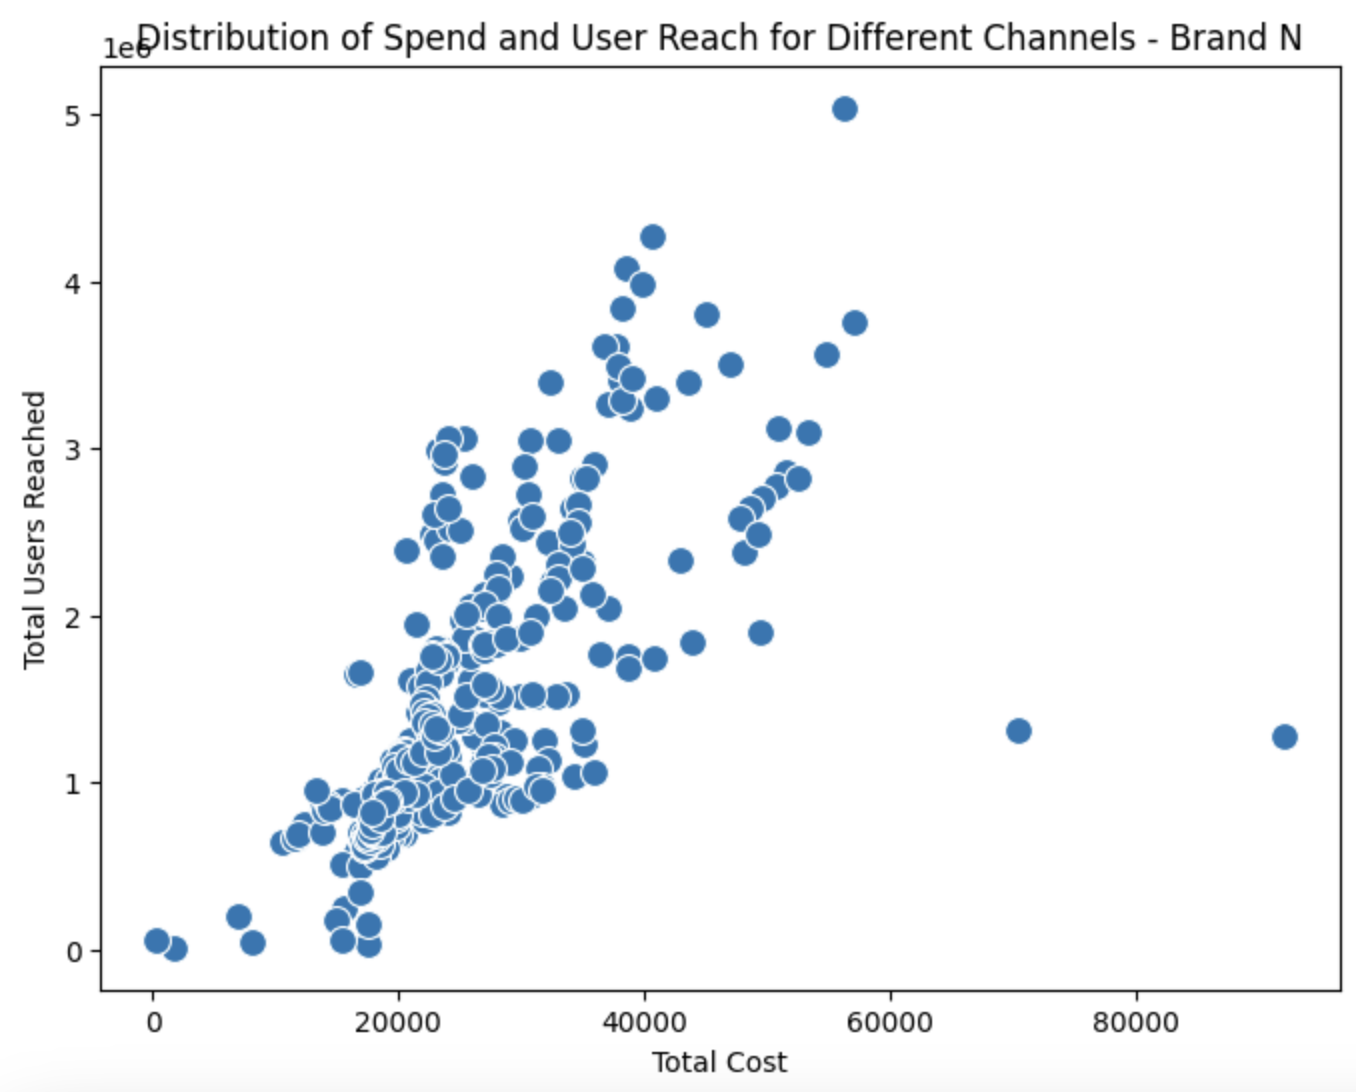 Distribution of Spend and User Reach for Different Channels - Brand N
1e6
5
4
3
2
1
0
Total Users Reached
0 20000 40000 60000 80000
Total Cost